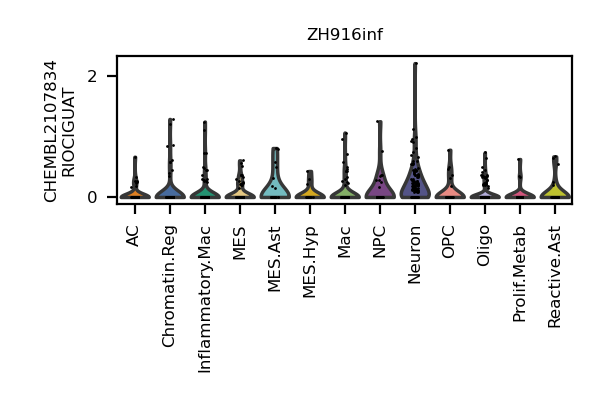 ZH916inf
CHEMBL2107834
RIOCIGUAT
2
0
AC
Chromatin.Reg
Inflammatory.Mac
MES
MES.Ast
MES.Hyp
Mac
NPC
Neuron
OPC
Oligo
Prolif.Metab
Reactive.Ast